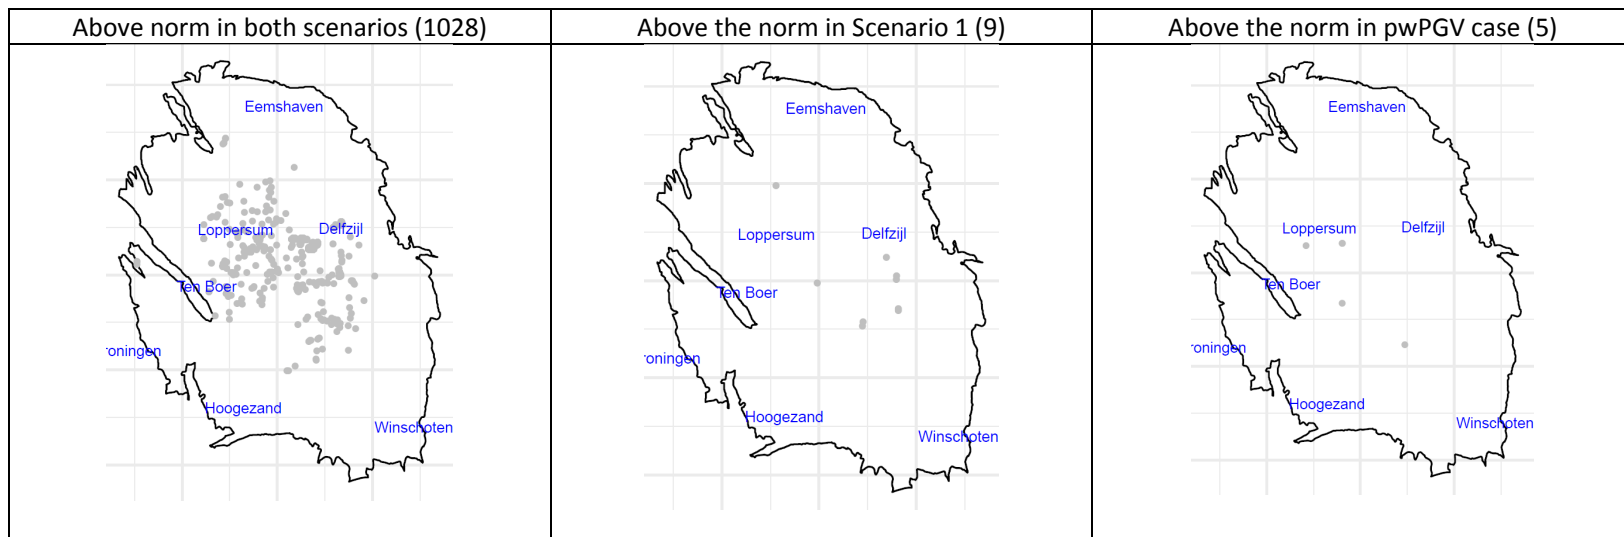 Above norm in both scenarios (1028)
Above the norm in Scenario 1 (9)
Above the norm in pwPGV case (5)
Eemshaven
Loppersum
Delfzijl
Ten Boer
roningen
Hoogezand
Winschoten
Eemshaven
Loppersum
Delfzijl
Ten Boer
roningen
Hoogezand
Winschoten
Eemshaven
Loppersum
Delfzijl
Ten Boer
roningen
Hoogezand
Winschoten